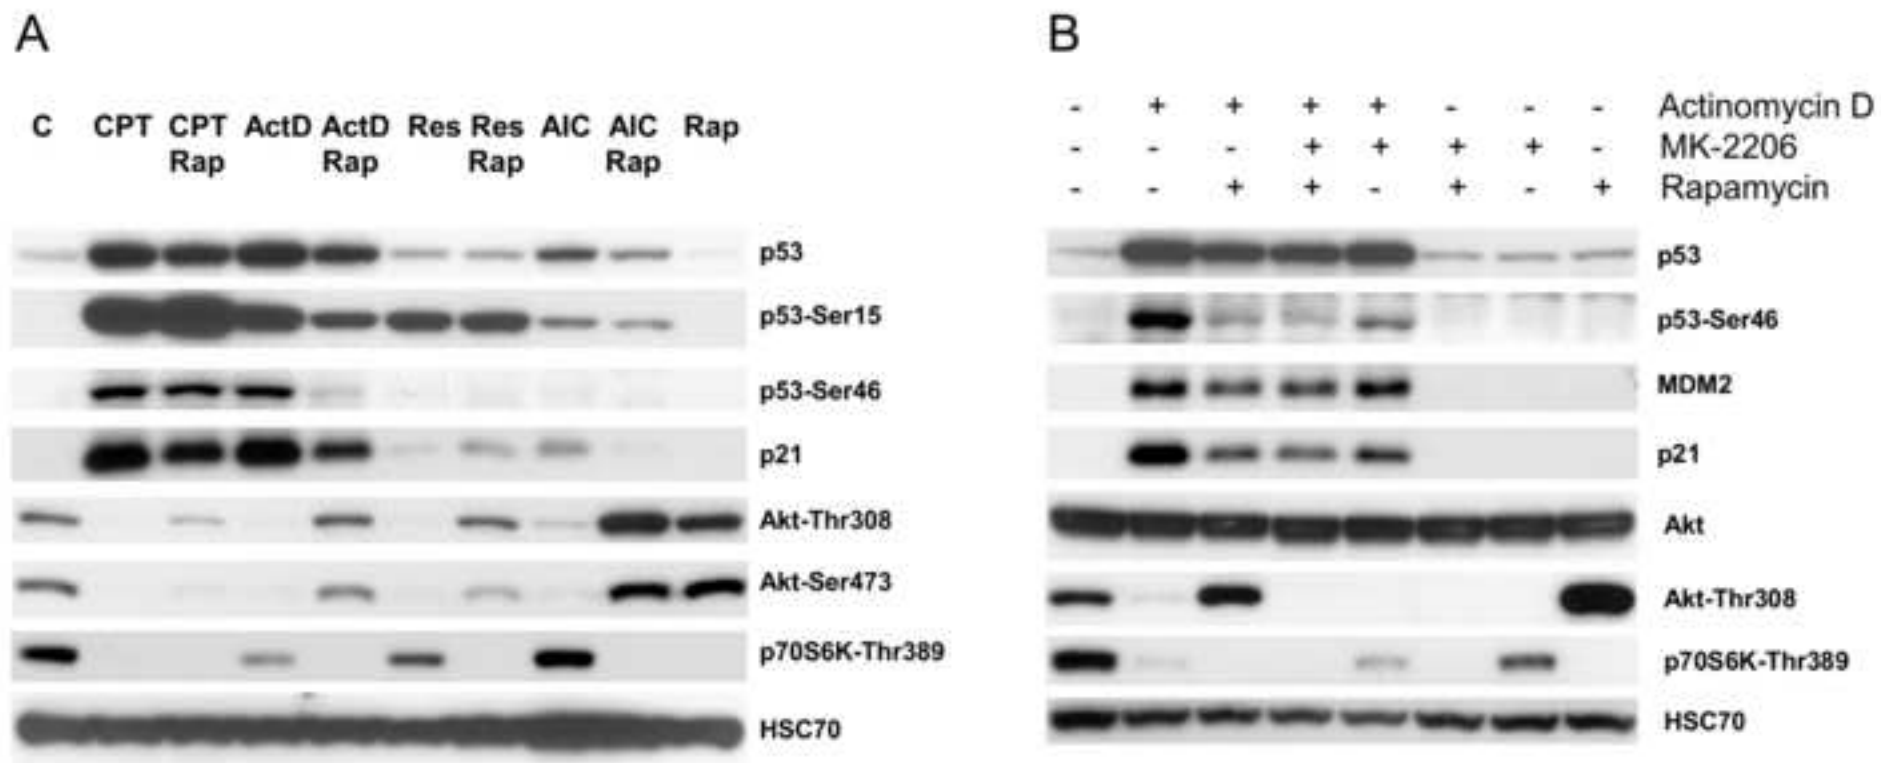 A
C CPT CPT ActD ActD Res Res AIC AIC Rap
Rap Rap Rap Rap
p53
p53-Ser15
p53-Ser46
p21
Akt-Thr308
Akt-Ser473
p70S6K-Thr389
HSC70
B
- + + + + - - - Actinomycin D
- - - + + + + - MK-2206
- - + + - + - + Rapamycin
p53
p53-Ser46
MDM2
p21
Akt
Akt-Thr308
p70S6K-Thr389
HSC70